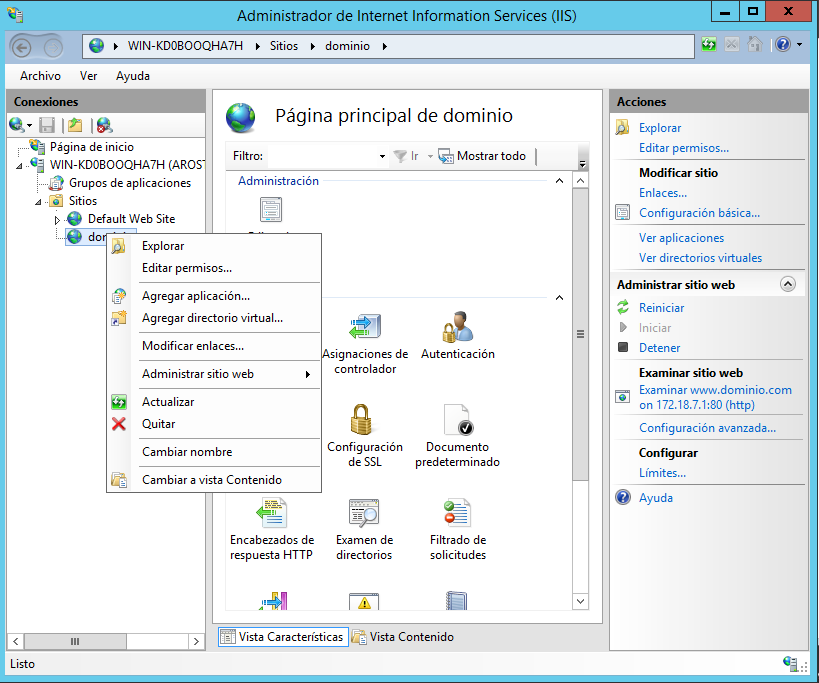 Administrador de Internet Information Services (IIS)
WIN-KD0BOOQHA7H
Sitios
dominio
Archivo
Ver
Ayuda
Conexiones
Página de inicio
WIN-KD0BOOQHA7H (AROST
Grupos de aplicaciones
Sitios
Default Web Site
Explorar
Editar permisos...
Agregar aplicación...
Agregar directorio virtual...
Modificar enlaces...
Administrar sitio web
Actualizar
Quitar
Cambiar nombre
Cambiar a vista Contenido
Página principal de dominio
Filtro:
Ir
Mostrar todo
Administración
Asignaciones de
controlador
Autenticación
Configuración
de SSL
Documento
predeterminado
Encabezados de
respuesta HTTP
Examen de
directorios
Filtrado de
solicitudes
Vista Características
Vista Contenido
Acciones
Explorar
Editar permisos...
Modificar sitio
Enlaces...
Configuración básica...
Ver aplicaciones
Ver directorios virtuales
Administrar sitio web
Reiniciar
Iniciar
Detener
Examinar sitio web
Examinar www.dominio.com
on 172.18.7.1:80 (http)
Configuración avanzada...
Configurar
Límites...
Ayuda
Listo